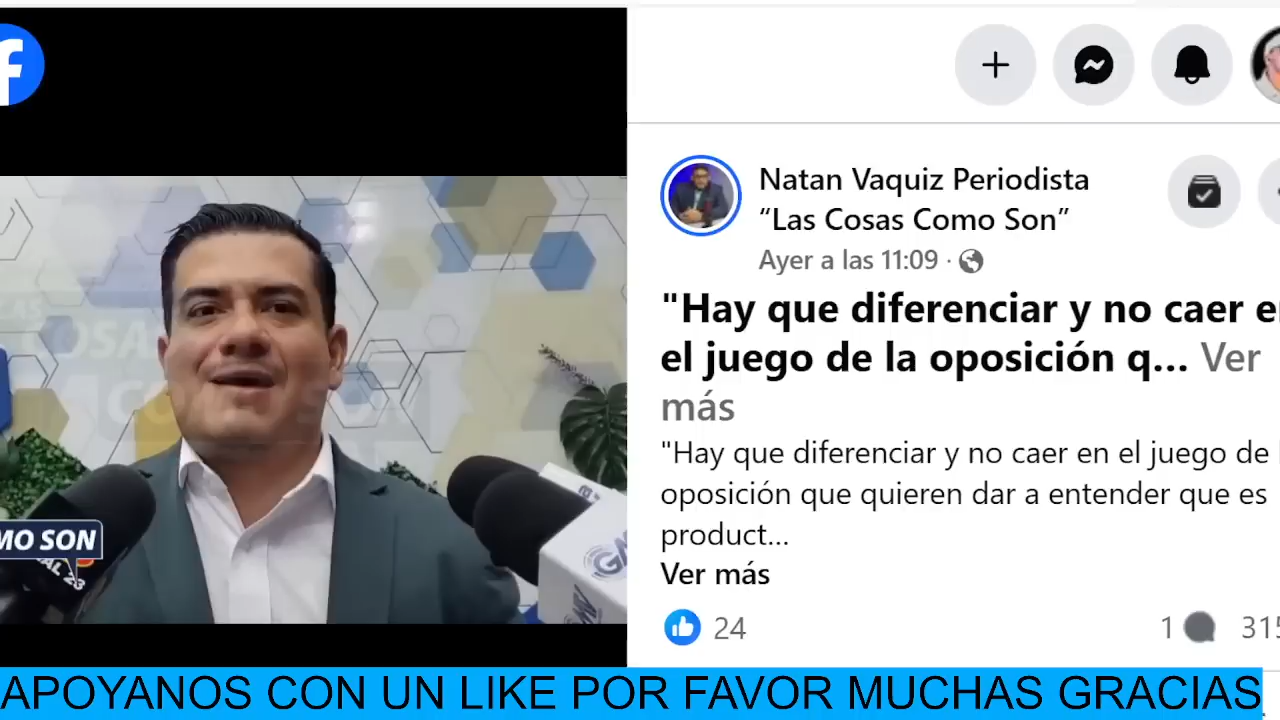 Natan Vaquiz Periodista
“Las Cosas Como Son”
Ayer a las 11:09 ·
"Hay que diferenciar y no caer e
el juego de la oposición q... Ver
más
"Hay que diferenciar y no caer en el juego de
oposición que quieren dar a entender que es
product...
Ver más
24
1
315
MO SON
AL 23
APOYANOS CON UN LIKE POR FAVOR MUCHAS GRACIAS